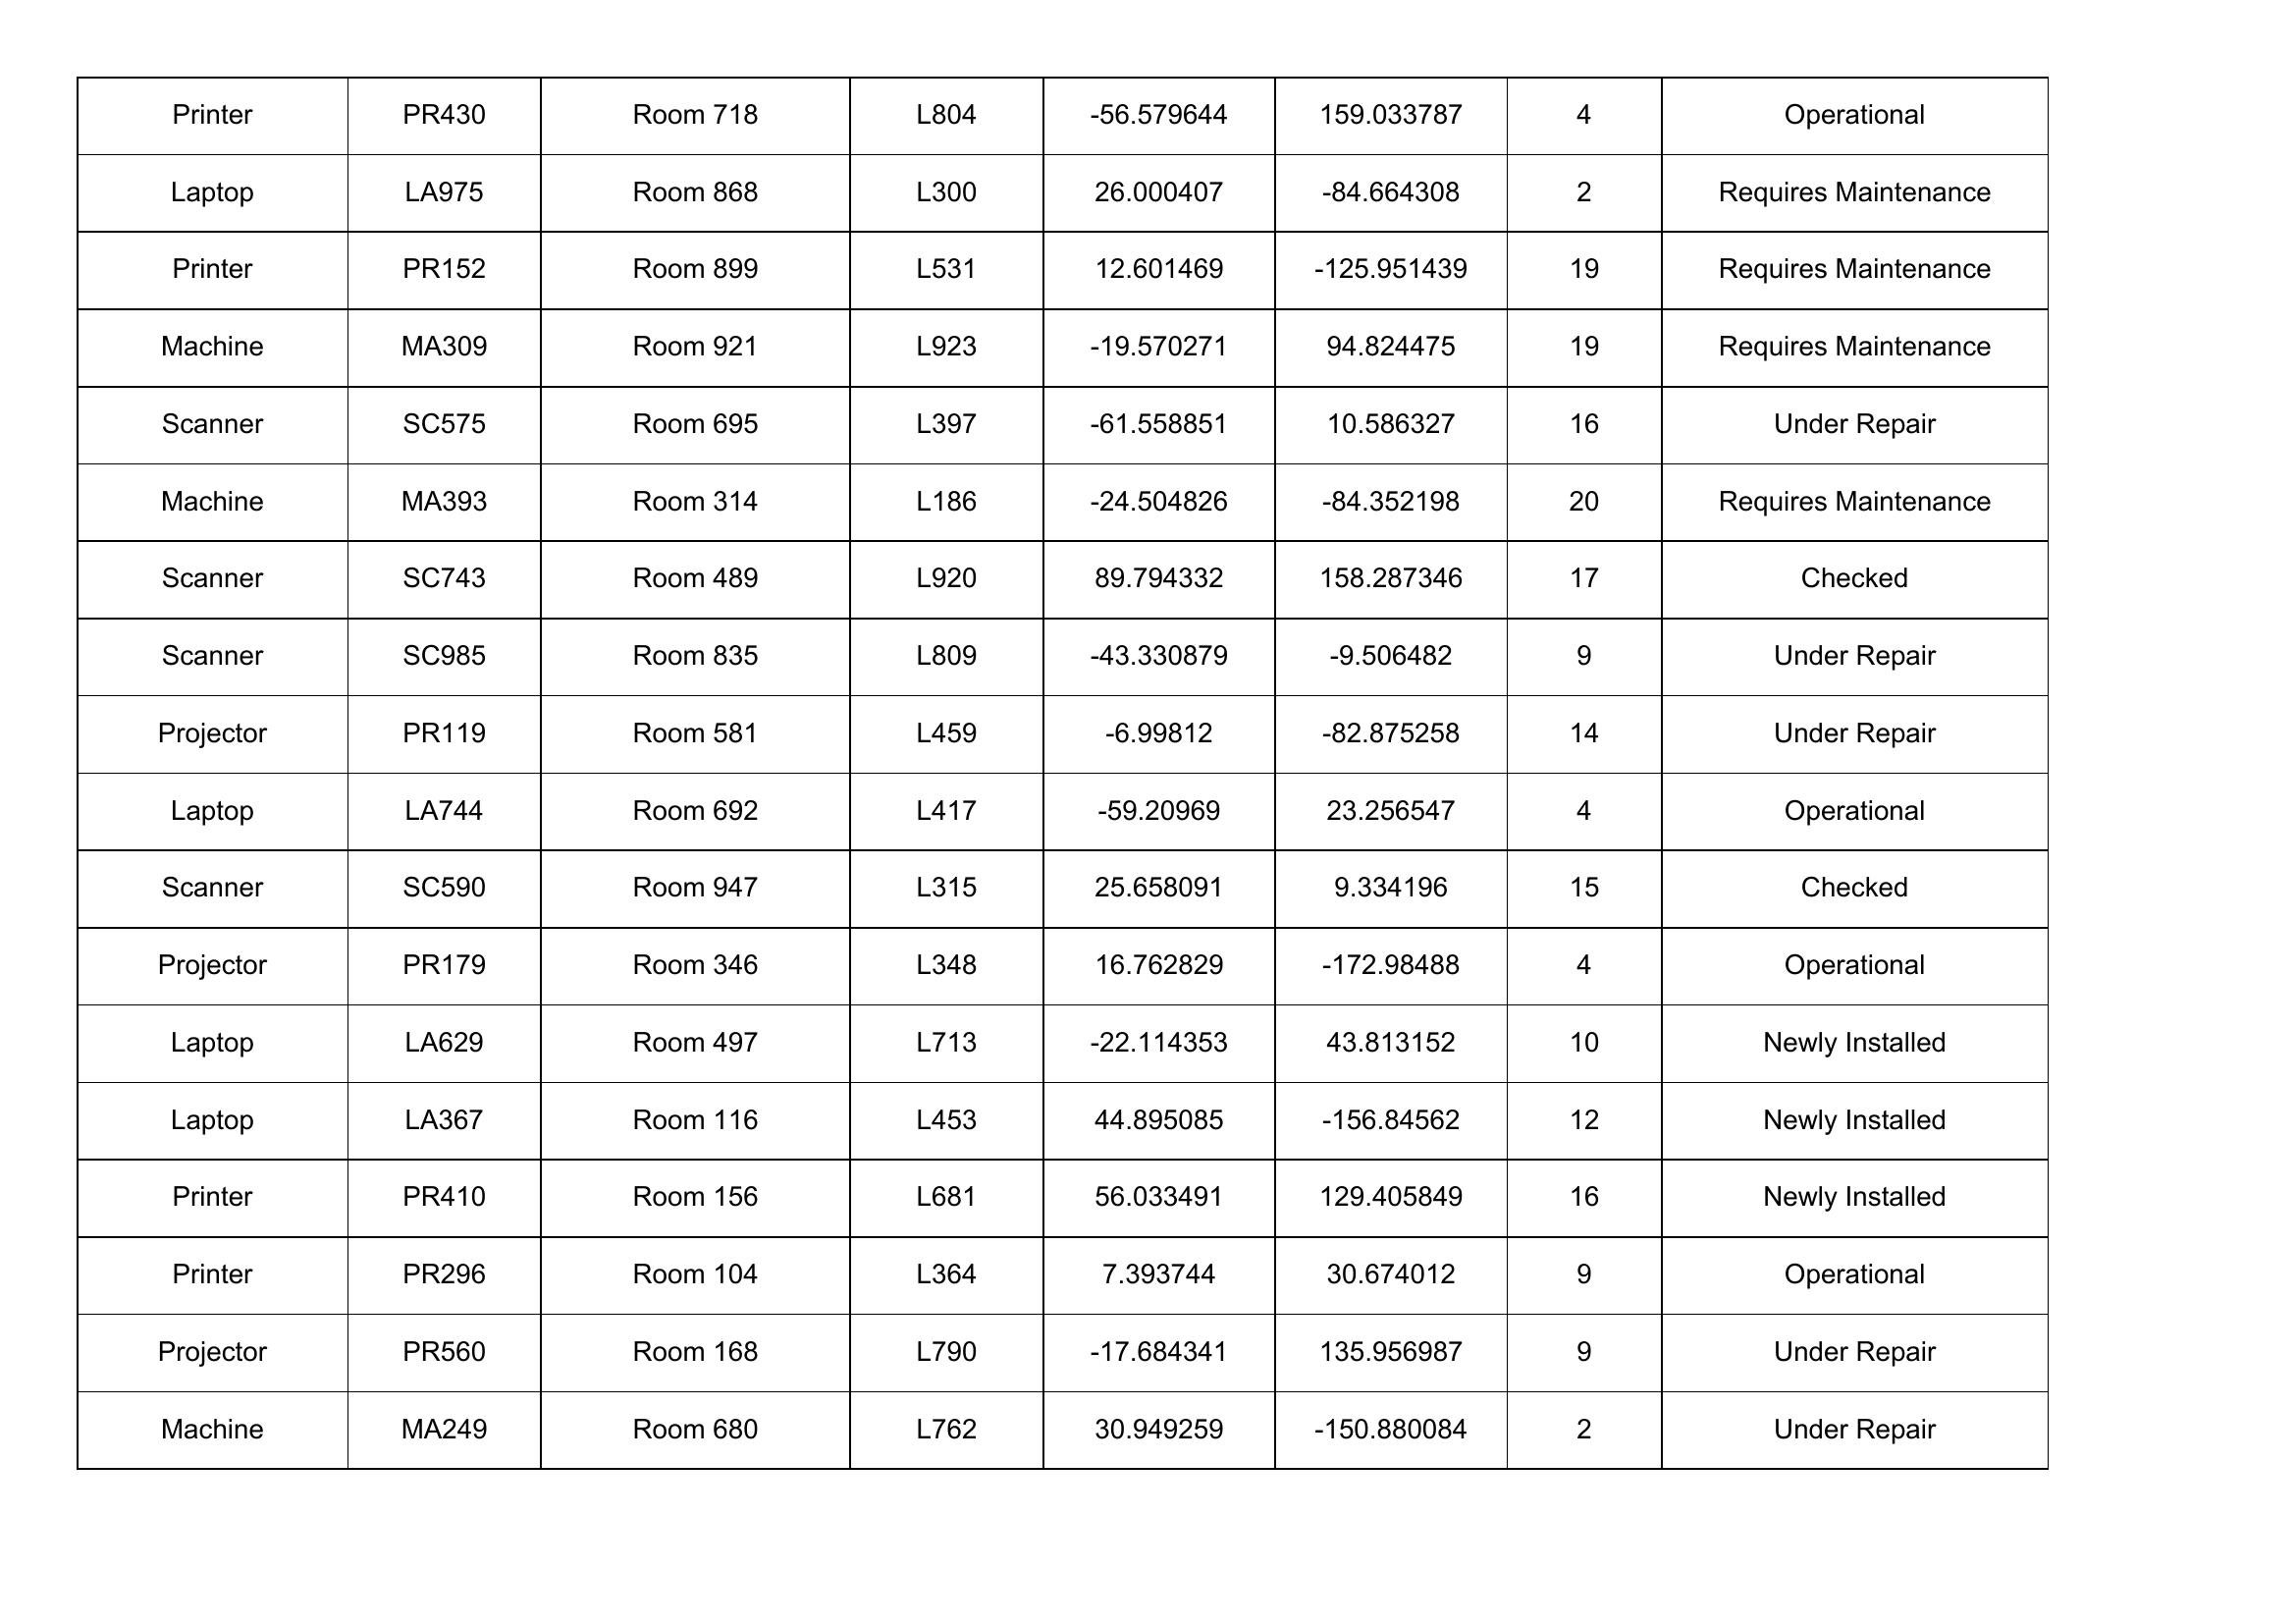 Printer PR430 Room 718 L804 -56.579644 159.033787 4 Operational
Laptop LA975 Room 868 L300 26.000407 -84.664308 2 Requires Maintenance
Printer PR152 Room 899 L531 12.601469 -125.951439 19 Requires Maintenance
Machine MA309 Room 921 L923 -19.570271 94.824475 19 Requires Maintenance
Scanner SC575 Room 695 L397 -61.558851 10.586327 16 Under Repair
Machine MA393 Room 314 L186 -24.504826 -84.352198 20 Requires Maintenance
Scanner SC743 Room 489 L920 89.794332 158.287346 17 Checked
Scanner SC985 Room 835 L809 -43.330879 -9.506482 9 Under Repair
Projector PR119 Room 581 L459 -6.99812 -82.875258 14 Under Repair
Laptop LA744 Room 692 L417 -59.20969 23.256547 4 Operational
Scanner SC590 Room 947 L315 25.658091 9.334196 15 Checked
Projector PR179 Room 346 L348 16.762829 -172.98488 4 Operational
Laptop LA629 Room 497 L713 -22.114353 43.813152 10 Newly Installed
Laptop LA367 Room 116 L453 44.895085 -156.84562 12 Newly Installed
Printer PR410 Room 156 L681 56.033491 129.405849 16 Newly Installed
Printer PR296 Room 104 L364 7.393744 30.674012 9 Operational
Projector PR560 Room 168 L790 -17.684341 135.956987 9 Under Repair
Machine MA249 Room 680 L762 30.949259 -150.880084 2 Under Repair